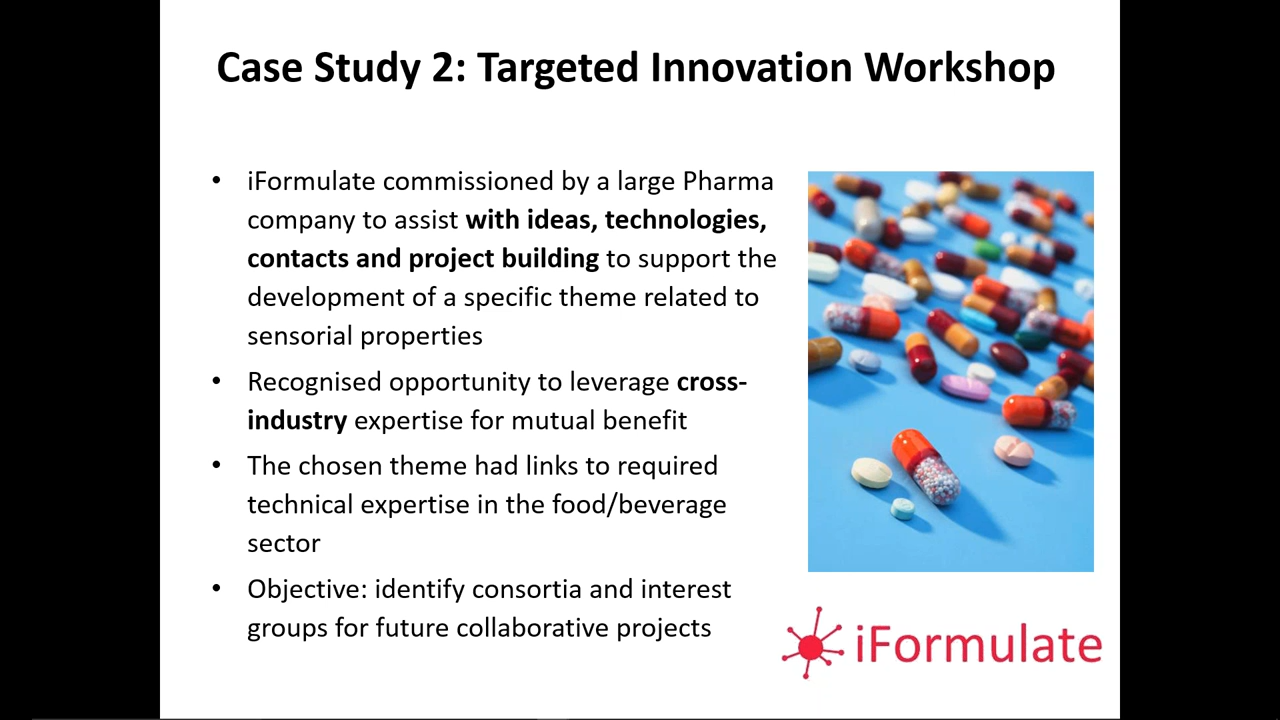 Case Study 2: Targeted Innovation Workshop
• iFormulate commissioned by a large Pharma
company to assist with ideas, technologies,
contacts and project building to support the
development of a specific theme related to
sensorial properties
• Recognised opportunity to leverage cross-
industry expertise for mutual benefit
• The chosen theme had links to required
technical expertise in the food/beverage
sector
• Objective: identify consortia and interest
groups for future collaborative projects
iFormulate